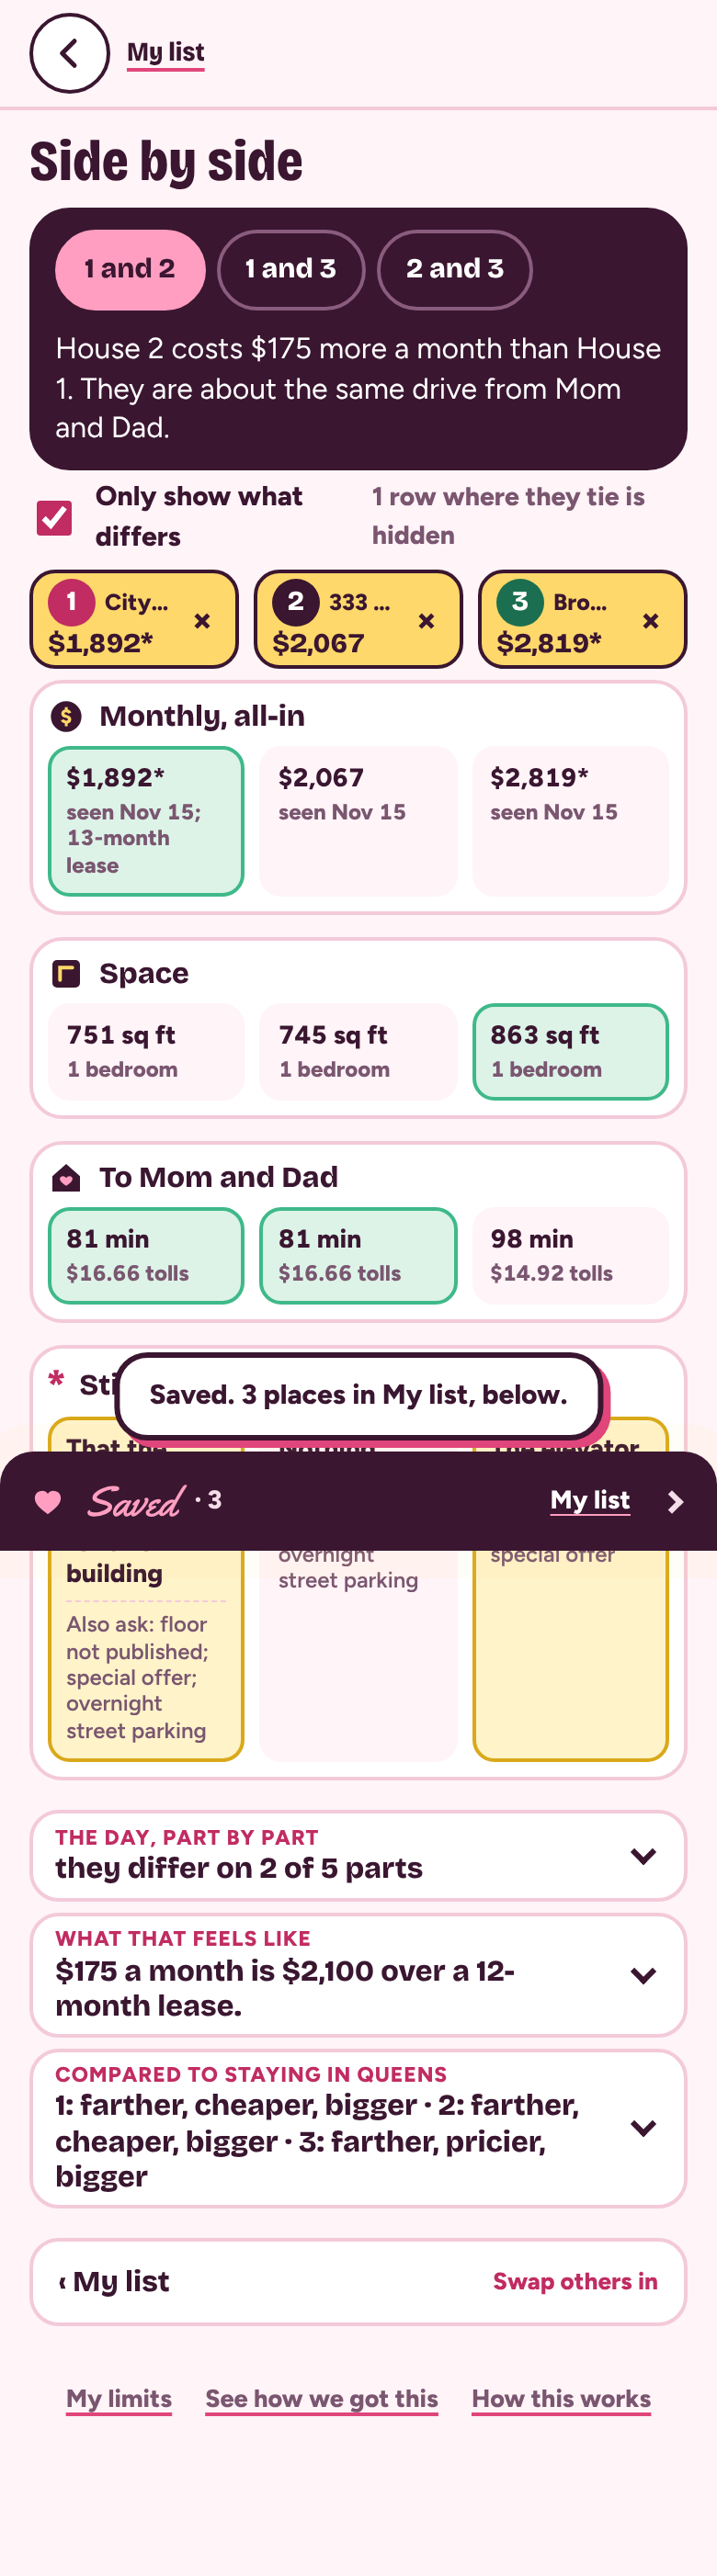 My list
Side by side
1 and 2
1 and 3
2 and 3
House 2 costs $175 more a month than House
1. They are about the same drive from Mom
and Dad.
Only show what
differs
1 row where they tie is
hidden
1 City...
$1,892*
2 333 ...
$2,067
3 Bro...
$2,819*
Monthly, all-in
$1,892*
seen Nov 15;
13-month
lease
$2,067
seen Nov 15
$2,819*
seen Nov 15
Space
751 sq ft
1 bedroom
745 sq ft
1 bedroom
863 sq ft
1 bedroom
To Mom and Dad
81 min
$16.66 tolls
81 min
$16.66 tolls
98 min
$14.92 tolls
*
Saved. 3 places in My list, below.
Saved · 3
My list
building
Also ask: floor
not published;
special offer;
overnight
street parking
overnight
street parking
special offer
THE DAY, PART BY PART
they differ on 2 of 5 parts
WHAT THAT FEELS LIKE
$175 a month is $2,100 over a 12-
month lease.
COMPARED TO STAYING IN QUEENS
1: farther, cheaper, bigger · 2: farther,
cheaper, bigger · 3: farther, pricier,
bigger
‹ My list
Swap others in
My limits
See how we got this
How this works